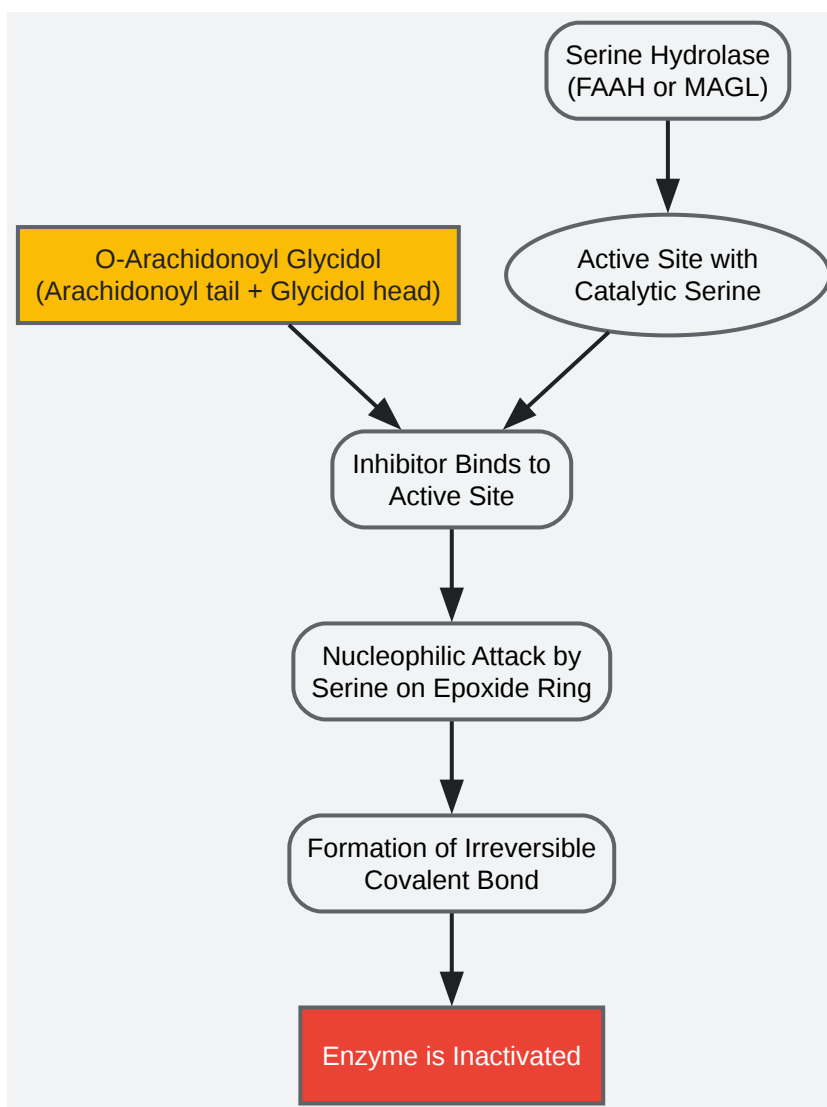 Serine Hydrolase
(FAAH or MAGL)
O-Arachidonoyl Glycidol
(Arachidonoyl tail + Glycidol head)
Active Site with
Catalytic Serine
Inhibitor Binds to
Active Site
Nucleophilic Attack by
Serine on Epoxide Ring
Formation of Irreversible
Covalent Bond
Enzyme is Inactivated